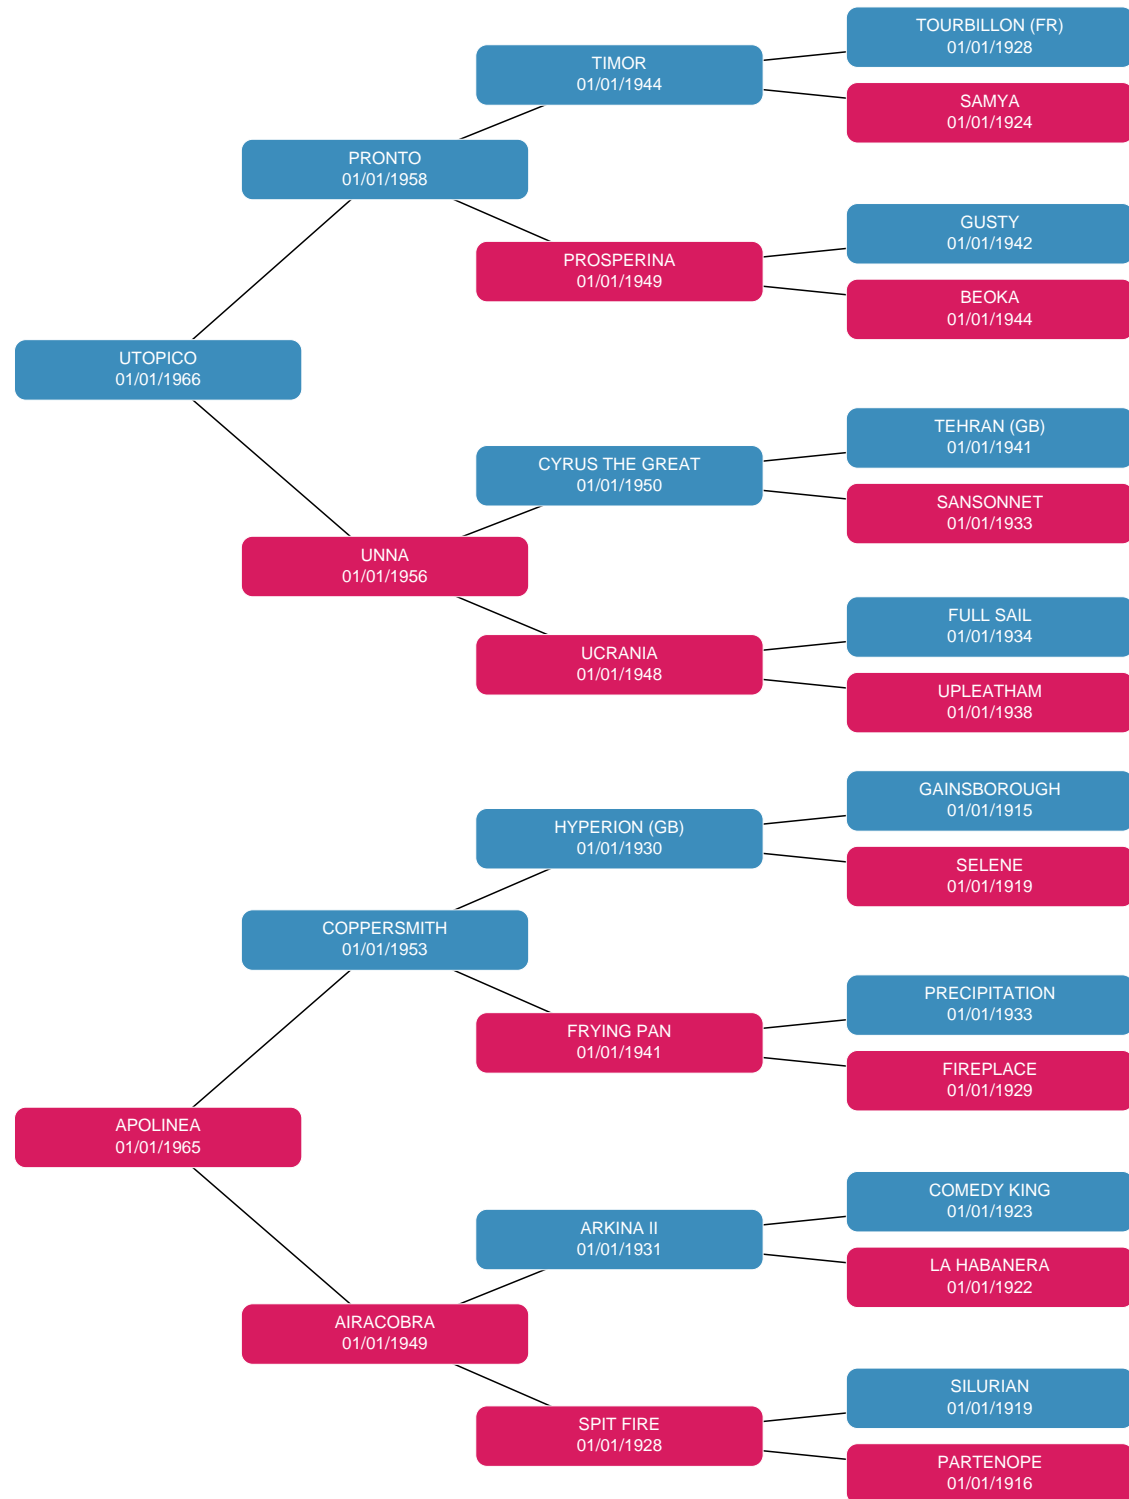 TOURBILLON (FR)
01/01/1928
TIMOR
01/01/1944
SAMYA
01/01/1924
PRONTO
01/01/1958
GUSTY
01/01/1942
PROSPERINA
01/01/1949
BEOKA
01/01/1944
UTOPICO
01/01/1966
TEHRAN (GB)
01/01/1941
CYRUS THE GREAT
01/01/1950
SANSONNET
01/01/1933
UNNA
01/01/1956
FULL SAIL
01/01/1934
UCRANIA
01/01/1948
UPLEATHAM
01/01/1938
GAINSBOROUGH
01/01/1915
HYPERION (GB)
01/01/1930
SELENE
01/01/1919
COPPERSMITH
01/01/1953
PRECIPITATION
01/01/1933
FRYING PAN
01/01/1941
FIREPLACE
01/01/1929
APOLINEA
01/01/1965
COMEDY KING
01/01/1923
ARKINA II
01/01/1931
LA HABANERA
01/01/1922
AIRACOBRA
01/01/1949
SILURIAN
01/01/1919
SPIT FIRE
01/01/1928
PARTENOPE
01/01/1916